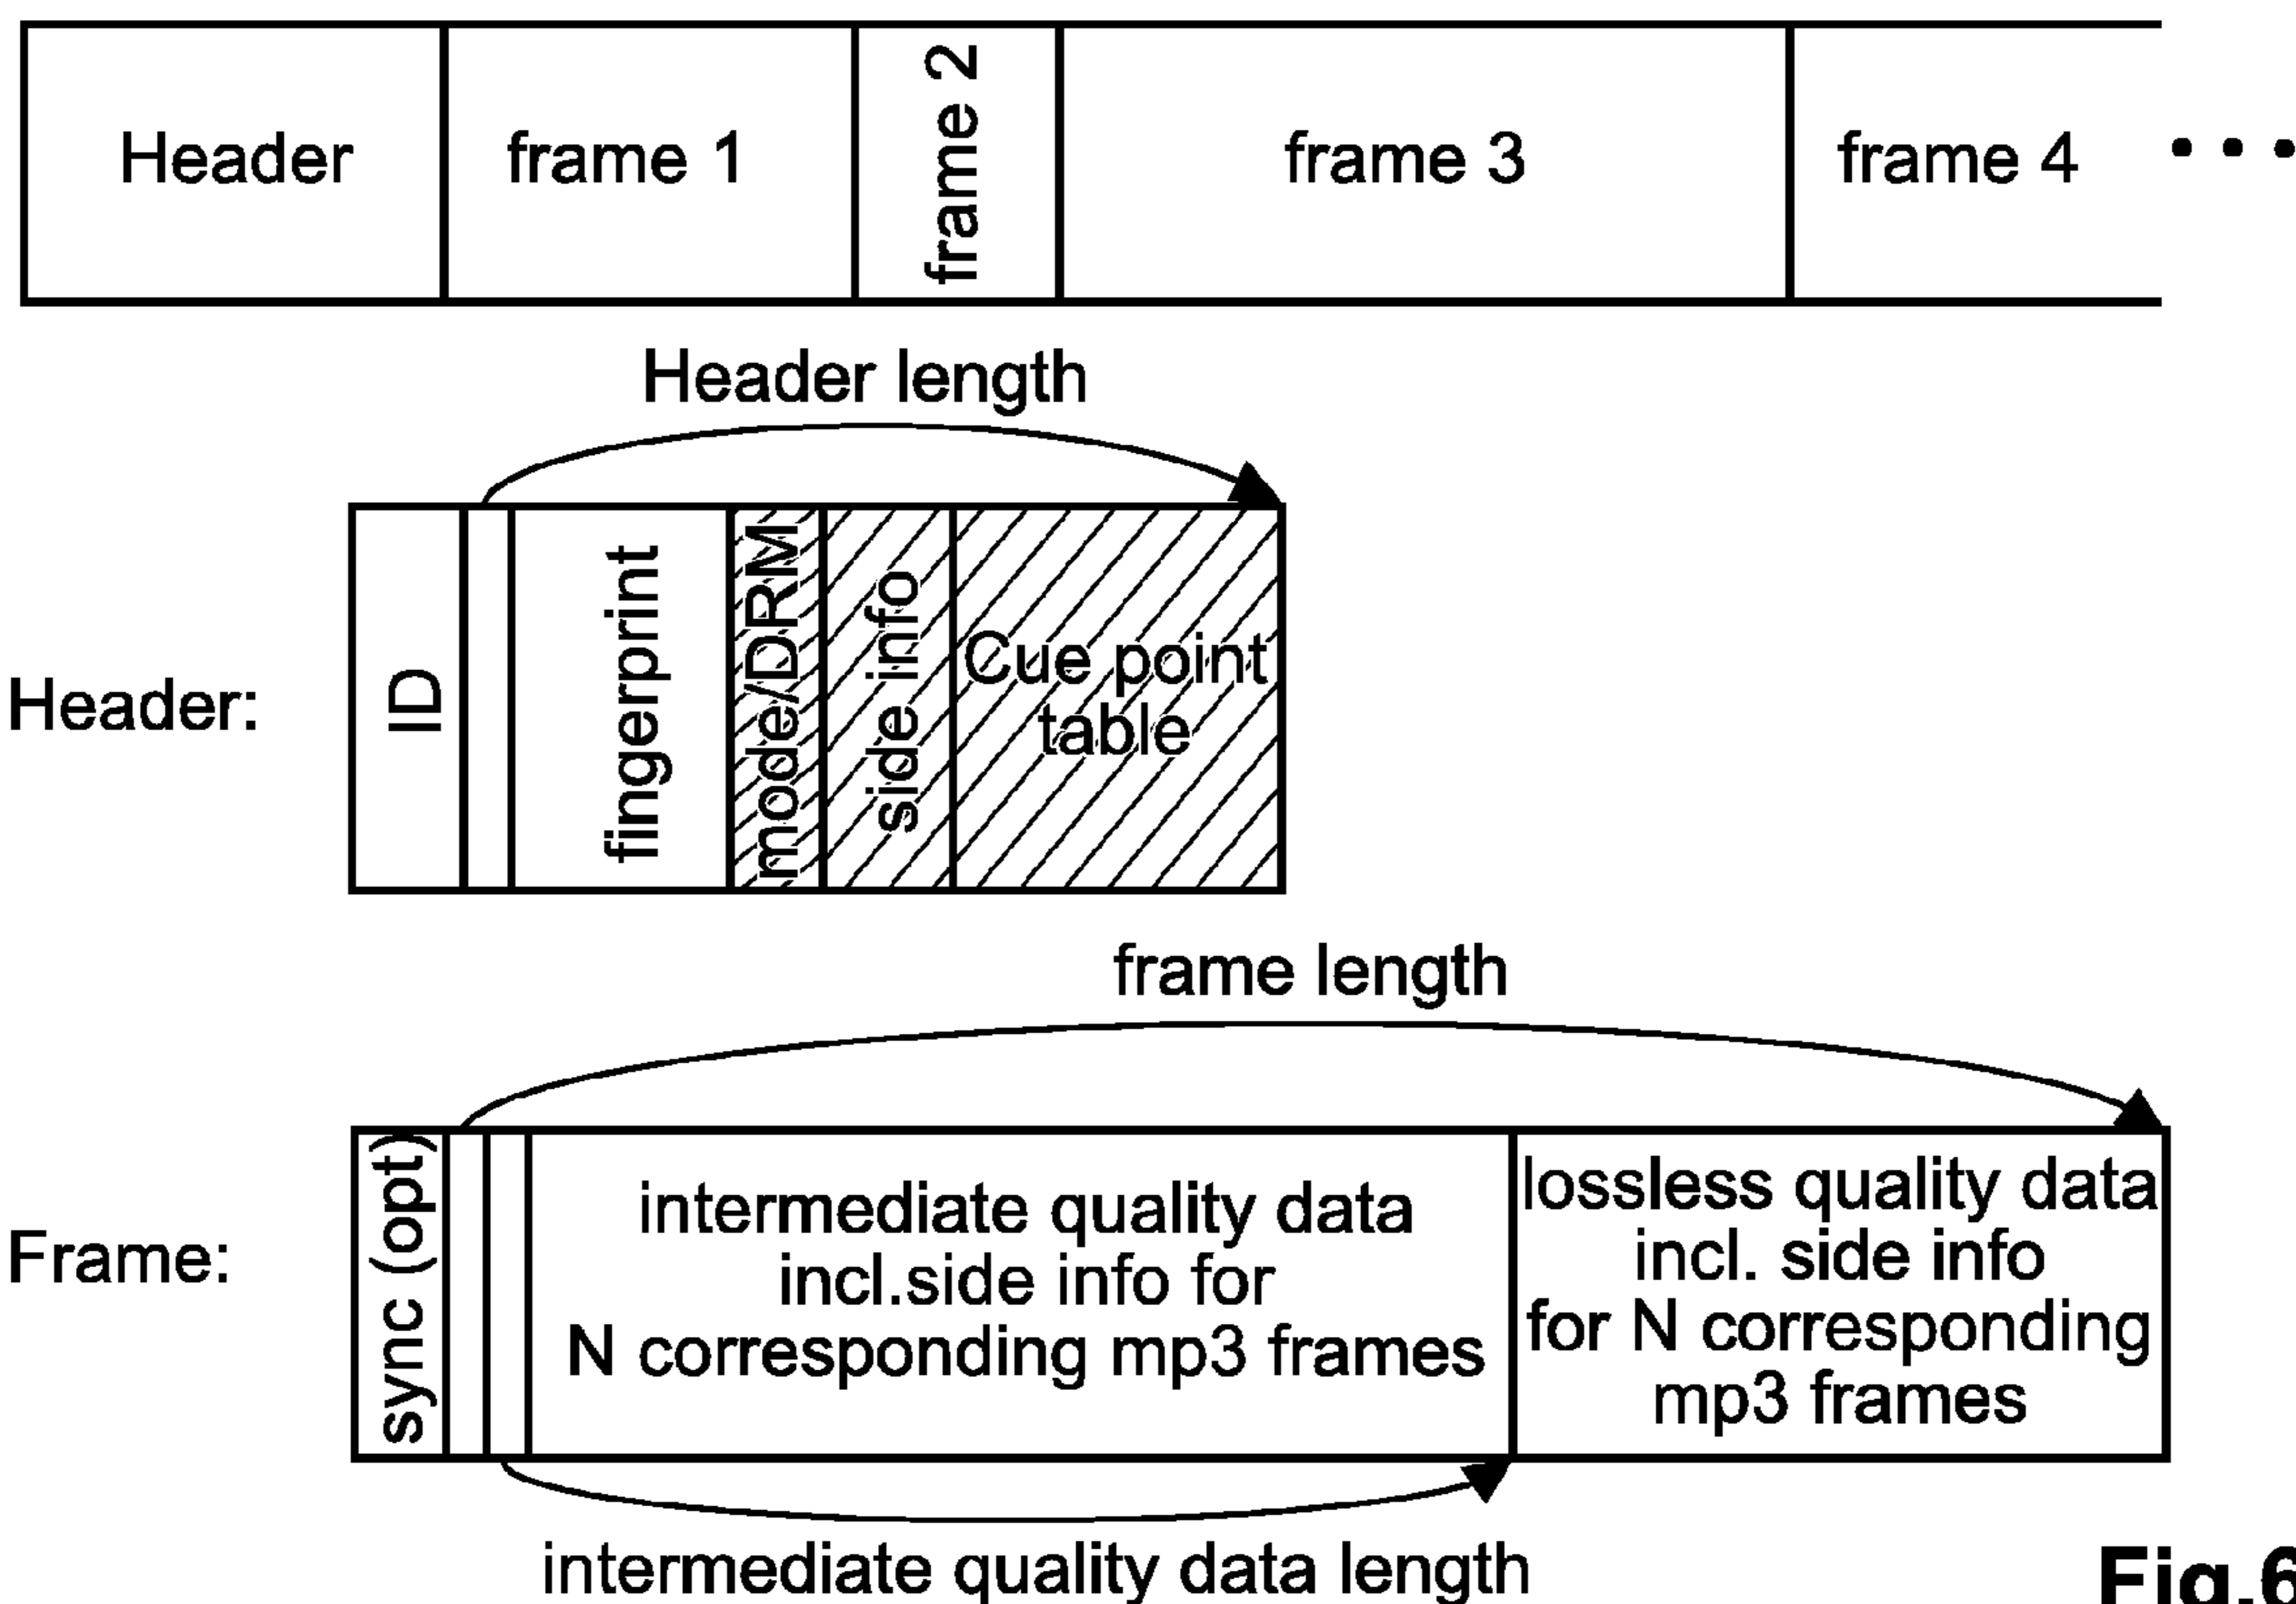 Header
frame 1
frame 2
frame 3
frame 4 • • •
Header length
Header:
ID
fingerprint
mode/DRM
side info
Cue point
table
frame length
Frame:
sync (opt)
intermediate quality data
incl.side info for
N corresponding mp3 frames
lossless quality data
incl. side info
for N corresponding
mp3 frames
intermediate quality data length
Fig.6